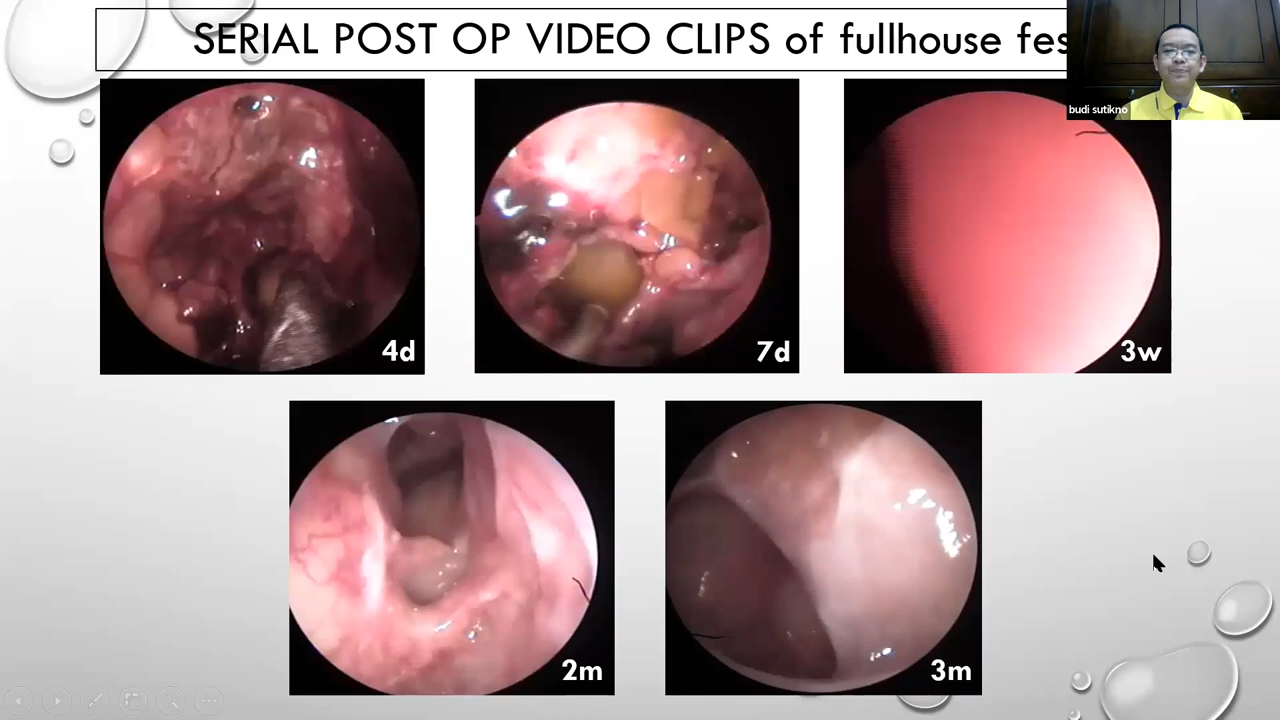 SERIAL POST OP VIDEO CLIPS of fullhouse fes
budi sutikno
4d
7d
3w
2m
3m